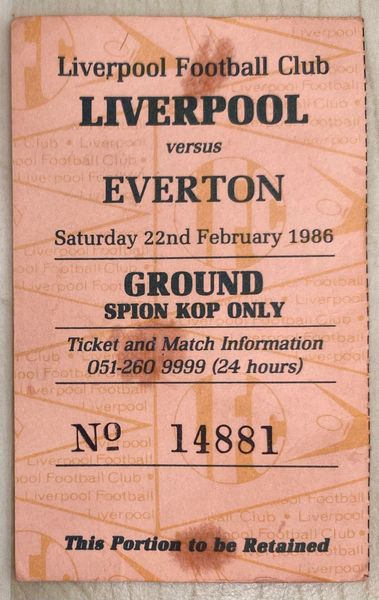 Liverpool Football Club
LIVERPOOL
versus
EVERTON
Saturday 22nd February 1986
GROUND
SPION KOP ONLY
Ticket and Match Information
051-260 9999 (24 hours)
Nº 14881
This Portion to be Retained